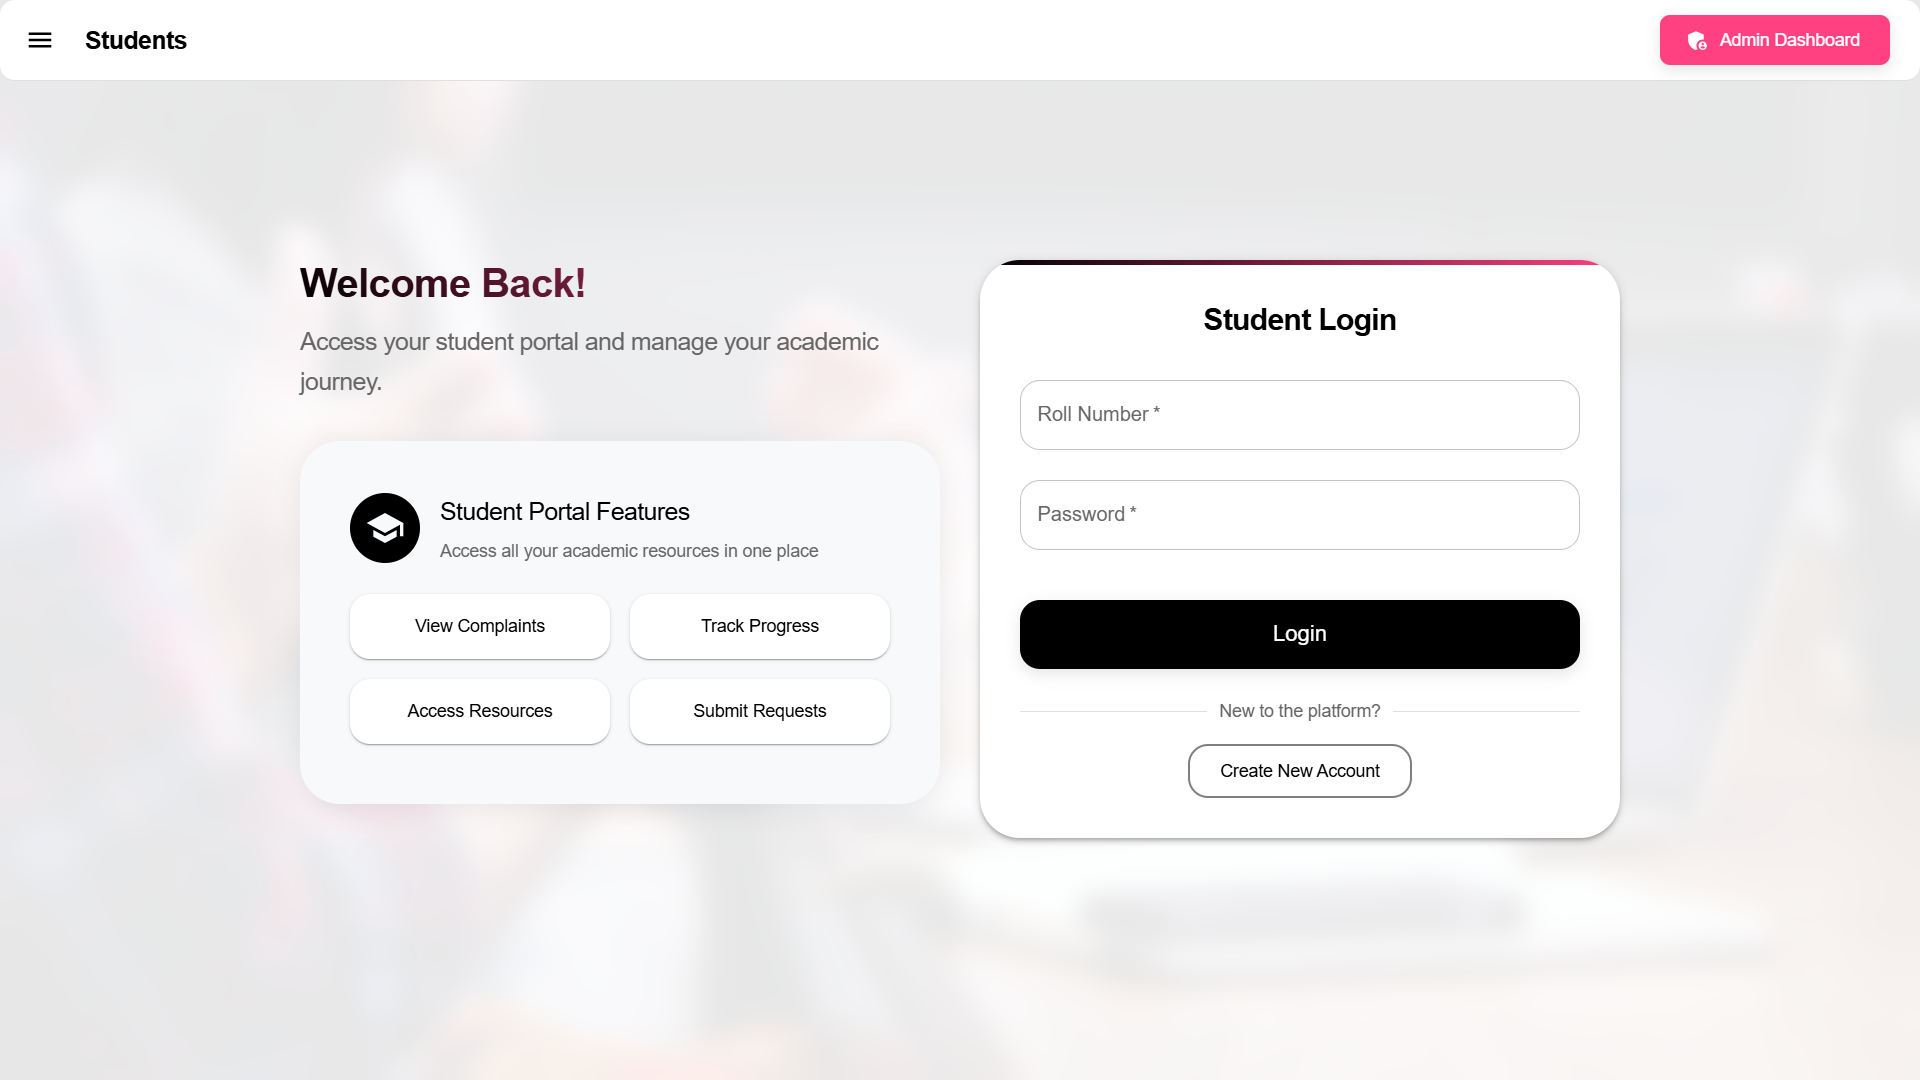 Students
Admin Dashboard
Welcome Back!
Access your student portal and manage your academic
journey.
Student Portal Features
Access all your academic resources in one place
View Complaints
Track Progress
Access Resources
Submit Requests
Student Login
Roll Number *
Password *
Login
New to the platform?
Create New Account